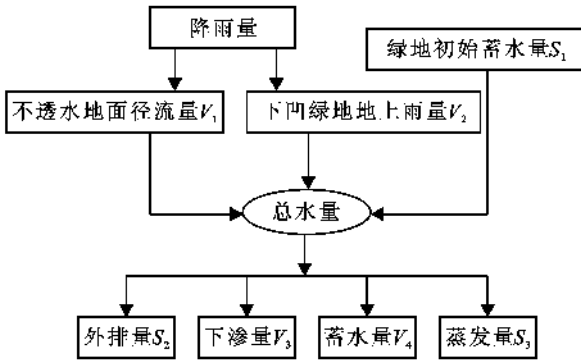 降雨量
绿地初始蓄水量S₁
不透水地面径流量V₁
下凹绿地地上雨量V₂
总水量
外排量S₂
下渗量V₃
蓄水量V₄
蒸发量S₃